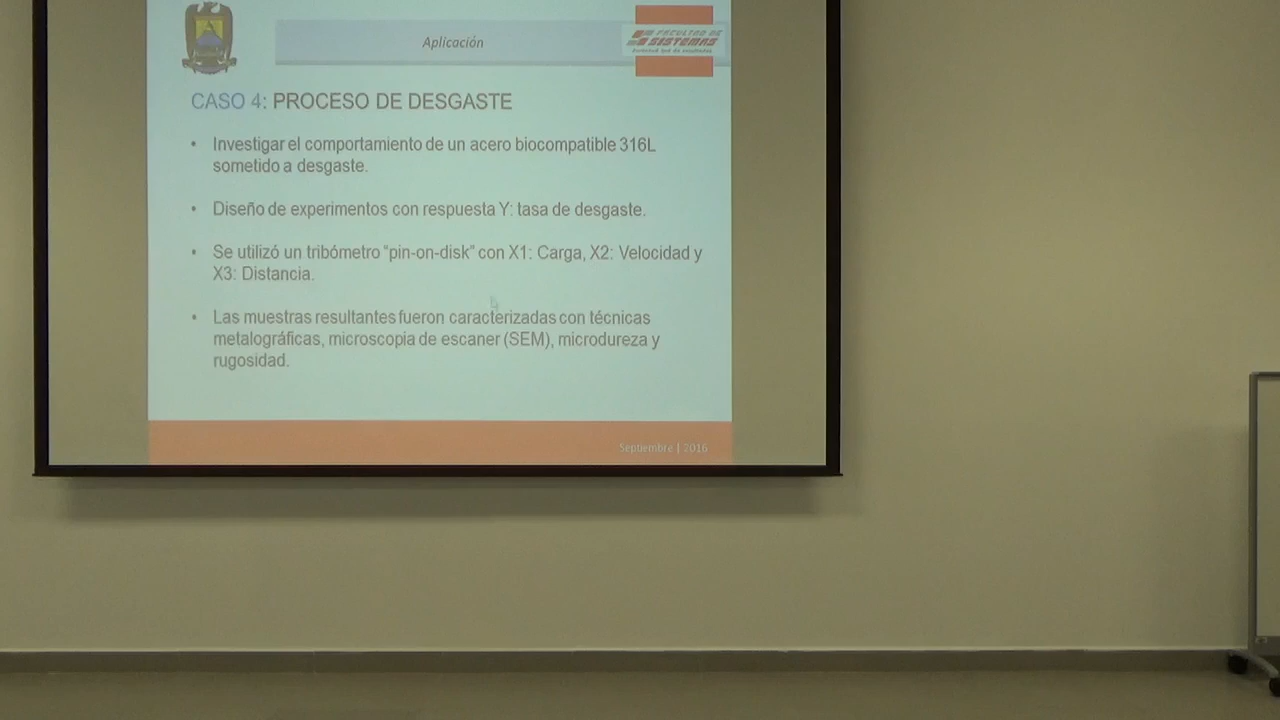 Aplicación
FACULTAD DE
SISTEMAS
CASO 4: PROCESO DE DESGASTE
• Investigar el comportamiento de un acero biocompatible 316L
sometido a desgaste.
• Diseño de experimentos con respuesta Y: tasa de desgaste.
• Se utilizó un tribómetro “pin-on-disk” con X1: Carga, X2: Velocidad y
X3: Distancia.
• Las muestras resultantes fueron caracterizadas con técnicas
metalográficas, microscopia de escaner (SEM), microdureza y
rugosidad.
Septiembre | 2016